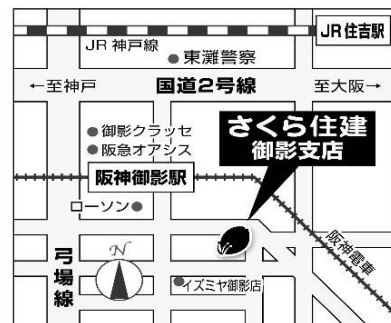 JR住吉駅
JR神戸線
東灘警察
←至神戸
国道2号線
至大阪→
御影クラッセ
阪急オアシス
さくら住建
御影支店
阪神御影駅
ローソン
阪神電車
弓場線
N
イズミヤ御影店